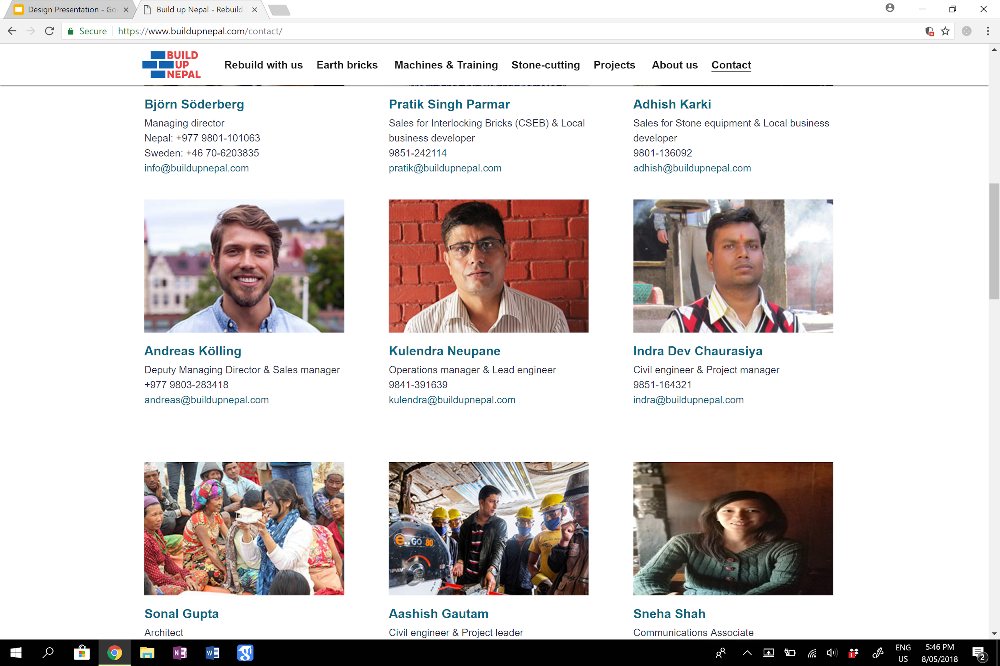 Design Presentation - Go
Build up Nepal - Rebuild
Secure
https://www.buildupnepal.com/contact/
BUILD
UP
NEPAL
Rebuild with us
Earth bricks
Machines & Training
Stone-cutting
Projects
About us
Contact
Björn Söderberg
Managing director
Nepal: +977 9801-101063
Sweden: +46 70-6203835
info@buildupnepal.com
Pratik Singh Parmar
Sales for Interlocking Bricks (CSEB) & Local
business developer
9851-242114
pratik@buildupnepal.com
Adhish Karki
Sales for Stone equipment & Local business
developer
9801-136092
adhish@buildupnepal.com
Andreas Kölling
Deputy Managing Director & Sales manager
+977 9803-283418
andreas@buildupnepal.com
Kulendra Neupane
Operations manager & Lead engineer
9841-391639
kulendra@buildupnepal.com
Indra Dev Chaurasiya
Civil engineer & Project manager
9851-164321
indra@buildupnepal.com
e..GO 80
Sonal Gupta
Architect
Aashish Gautam
Civil engineer & Project leader
Sneha Shah
Communications Associate
N
W
g
1
ENG
US
5:46 PM
8/05/2018
2